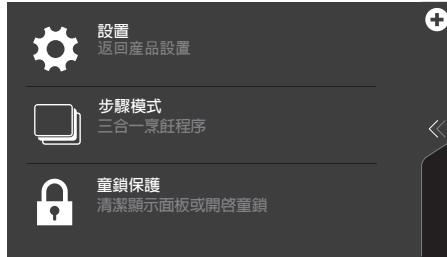 設置
返回産品設置
步驟模式
三合一烹飪程序
童鎖保護
清潔顯示面板或開啓童鎖